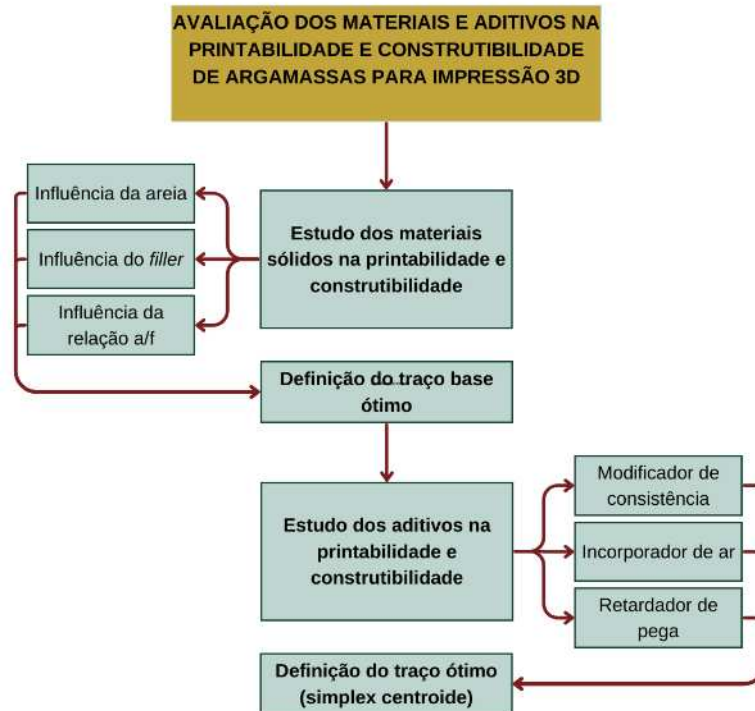 AVALIAÇÃO DOS MATERIAIS E ADITIVOS NA
PRINTABILIDADE E CONSTRUTIBILIDADE
DE ARGAMASSAS PARA IMPRESSÃO 3D
Influência da areia
Influência do filler
Influência da
relação a/f
Estudo dos materiais
sólidos na printabilidade e
construtibilidade
Definição do traço base
ótimo
Estudo dos aditivos na
printabilidade e
construtibilidade
Modificador de
consistência
Incorporador de ar
Retardador de
pega
Definição do traço ótimo
(simplex centroide)